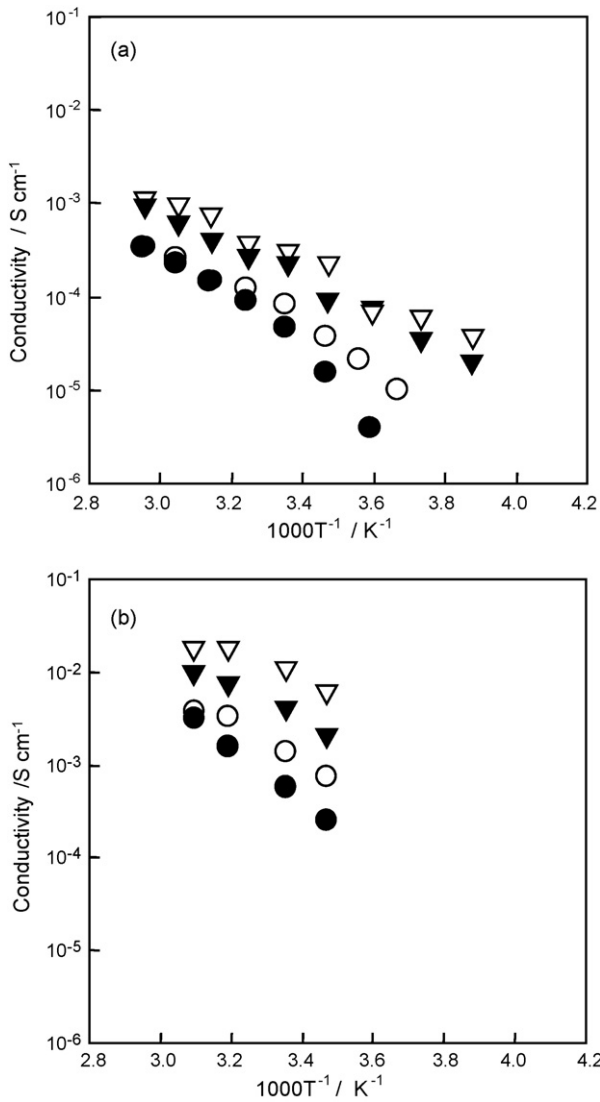 10⁻¹
(a)
10⁻²
10⁻³
10⁻⁴
10⁻⁵
10⁻⁶
Conductivity / S cm⁻¹
2.8 3.0 3.2 3.4 3.6 3.8 4.0 4.2
1000T⁻¹ / K⁻¹
10⁻¹
(b)
10⁻²
10⁻³
10⁻⁴
10⁻⁵
10⁻⁶
Conductivity /S cm⁻¹
2.8 3.0 3.2 3.4 3.6 3.8 4.0 4.2
1000T⁻¹ / K⁻¹